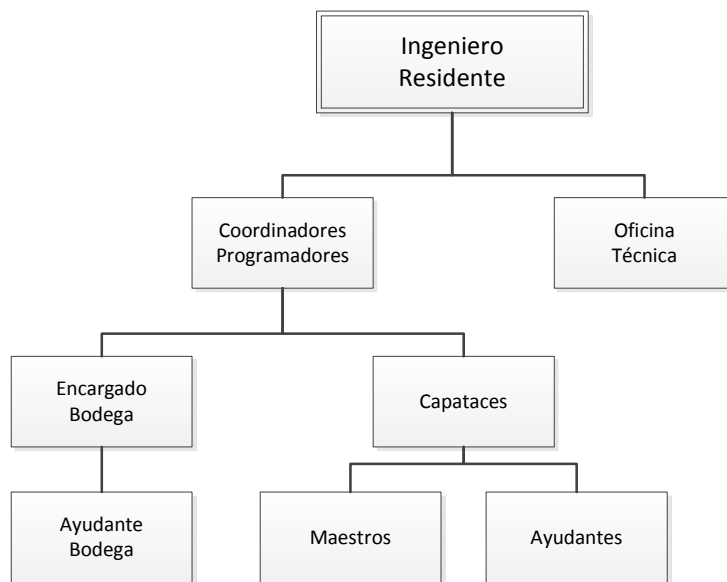 Ingeniero
Residente
Coordinadores
Programadores
Oficina
Técnica
Encargado
Bodega
Capataces
Ayudante
Bodega
Maestros
Ayudantes